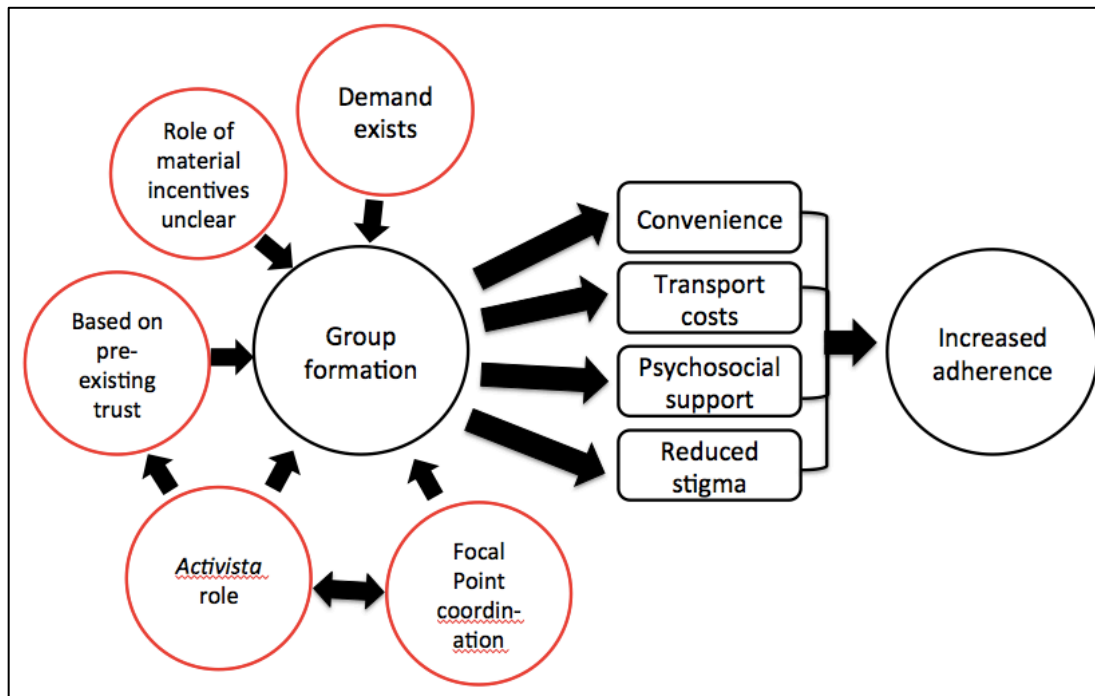 Demand
exists
Role of
material
incentives
unclear
Based on
pre-
existing
trust
Group
formation
Activista
role
Focal
Point
coordin-
ation
Convenience
Transport
costs
Psychosocial
support
Reduced
stigma
Increased
adherence